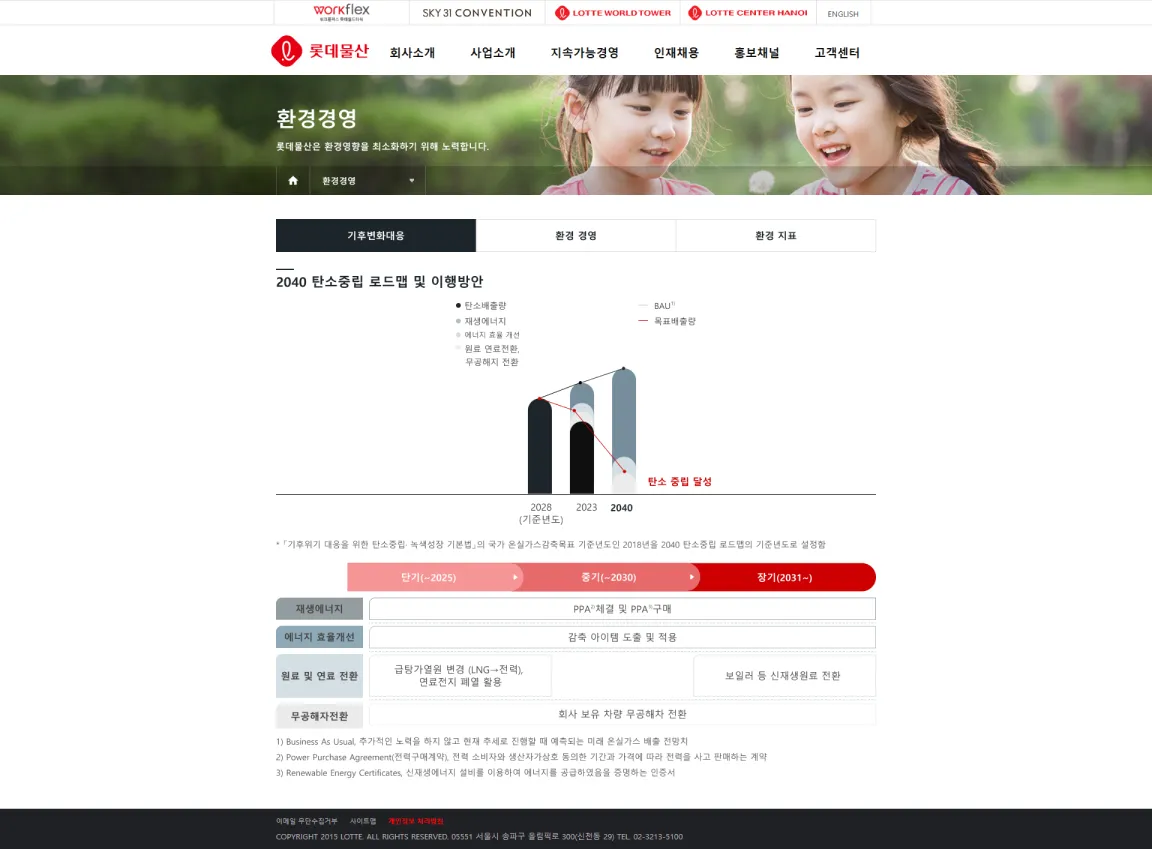 workflex
워크플렉스 롯데월드타워
SKY 31 CONVENTION
LOTTE WORLD TOWER
LOTTE CENTER HANOI
ENGLISH
롯데물산
회사소개
사업소개
지속가능경영
인재채용
홍보채널
고객센터
환경경영
롯데물산은 환경영향을 최소화하기 위해 노력합니다.
환경경영
기후변화대응
환경 경영
환경 지표
2040 탄소중립 로드맵 및 이행방안
탄소배출량
재생에너지
에너지 효율 개선
원료 연료전환,
무공해치 전환
BAU1)
목표배출량
탄소 중립 달성
2028
(기준년도)
2023
2040
* 「기후위기 대응을 위한 탄소중립· 녹색성장 기본법」의 국가 온실가스감축목표 기준년도인 2018년을 2040 탄소중립 로드맵의 기준년도로 설정함
단기(~2025)
중기(~2030)
장기(2031~)
재생에너지
PPA2)체결 및 PPA3)구매
에너지 효율개선
감축 아이템 도출 및 적용
원료 및 연료 전환
급탕가열원 변경 (LNG→전력),
연료전지 폐열 활용
보일러 등 신재생원료 전환
무공해자전환
회사 보유 차량 무공해차 전환
1) Business As Usual, 추가적인 노력을 하지 않고 현재 추세로 진행할 때 예측되는 미래 온실가스 배출 전망치
2) Power Purchase Agreement(전력구매계약), 전력 소비자와 생산자가상호 동의한 기간과 가격에 따라 전력을 사고 판매하는 계약
3) Renewable Energy Certificates, 신재생에너지 설비를 이용하여 에너지를 공급하였음을 증명하는 인증서
이메일 무단수집거부
사이트맵
개인정보 처리방침
COPYRIGHT 2015 LOTTE. ALL RIGHTS RESERVED. 05551 서울시 송파구 올림픽로 300(신천동 29) TEL. 02-3213-5100